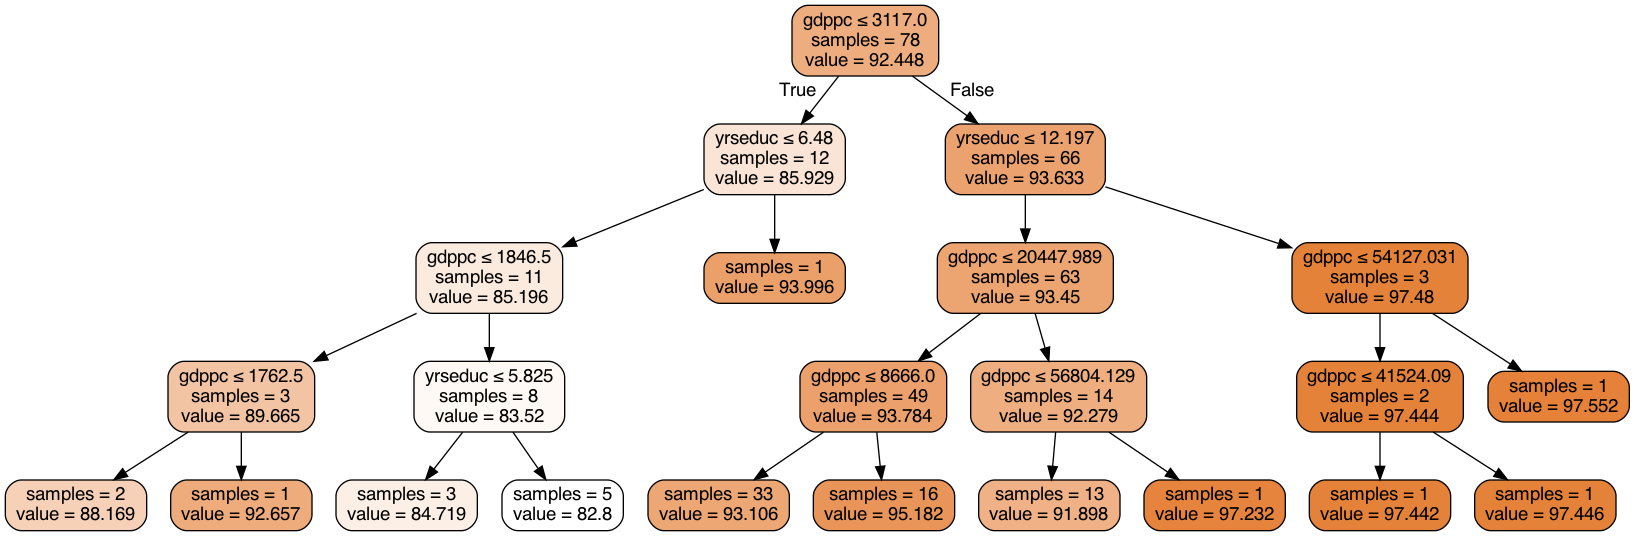 gdppc ≤ 3117.0
samples = 78
value = 92.448
True
False
yrseduc ≤ 6.48
samples = 12
value = 85.929
yrseduc ≤ 12.197
samples = 66
value = 93.633
gdppc ≤ 1846.5
samples = 11
value = 85.196
samples = 1
value = 93.996
gdppc ≤ 20447.989
samples = 63
value = 93.45
gdppc ≤ 54127.031
samples = 3
value = 97.48
gdppc ≤ 1762.5
samples = 3
value = 89.665
yrseduc ≤ 5.825
samples = 8
value = 83.52
gdppc ≤ 8666.0
samples = 49
value = 93.784
gdppc ≤ 56804.129
samples = 14
value = 92.279
gdppc ≤ 41524.09
samples = 2
value = 97.444
samples = 1
value = 97.552
samples = 2
value = 88.169
samples = 1
value = 92.657
samples = 3
value = 84.719
samples = 5
value = 82.8
samples = 33
value = 93.106
samples = 16
value = 95.182
samples = 13
value = 91.898
samples = 1
value = 97.232
samples = 1
value = 97.442
samples = 1
value = 97.446